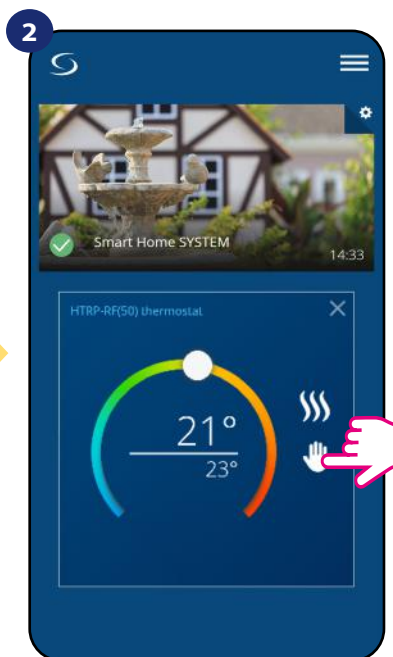 2
Smart Home SYSTEM
14:33
HTRP-RF(50) thermostat
21°
23°